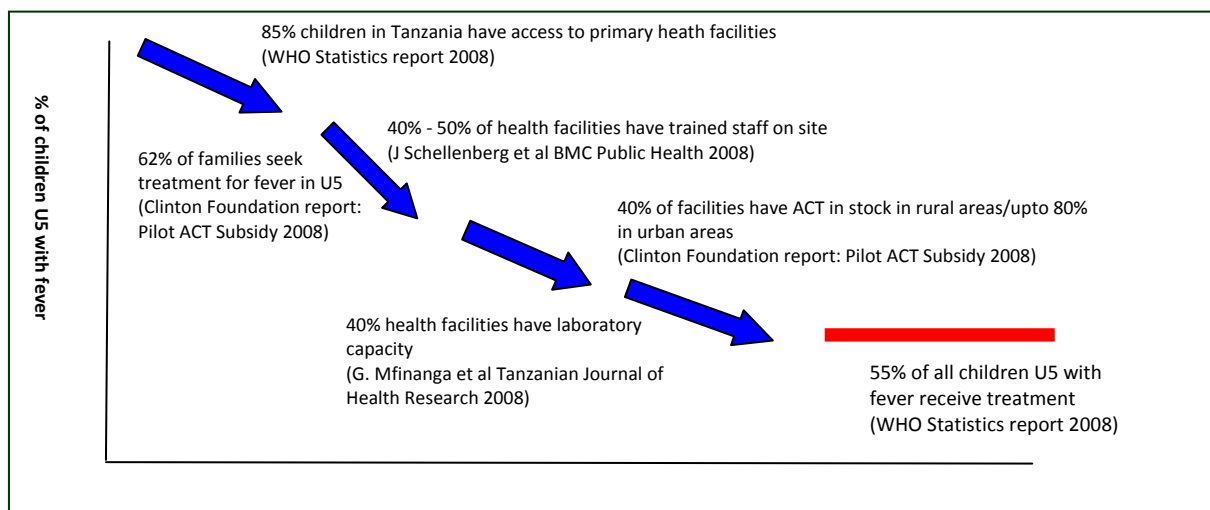 85% children in Tanzania have access to primary heath facilities
(WHO Statistics report 2008)
% of children U5 with fever
40% - 50% of health facilities have trained staff on site
(J Schellenberg et al BMC Public Health 2008)
62% of families seek
treatment for fever in U5
(Clinton Foundation report:
Pilot ACT Subsidy 2008)
40% of facilities have ACT in stock in rural areas/upto 80%
in urban areas
(Clinton Foundation report: Pilot ACT Subsidy 2008)
40% health facilities have laboratory
capacity
(G. Mfinanga et al Tanzanian Journal of
Health Research 2008)
55% of all children U5 with
fever receive treatment
(WHO Statistics report 2008)